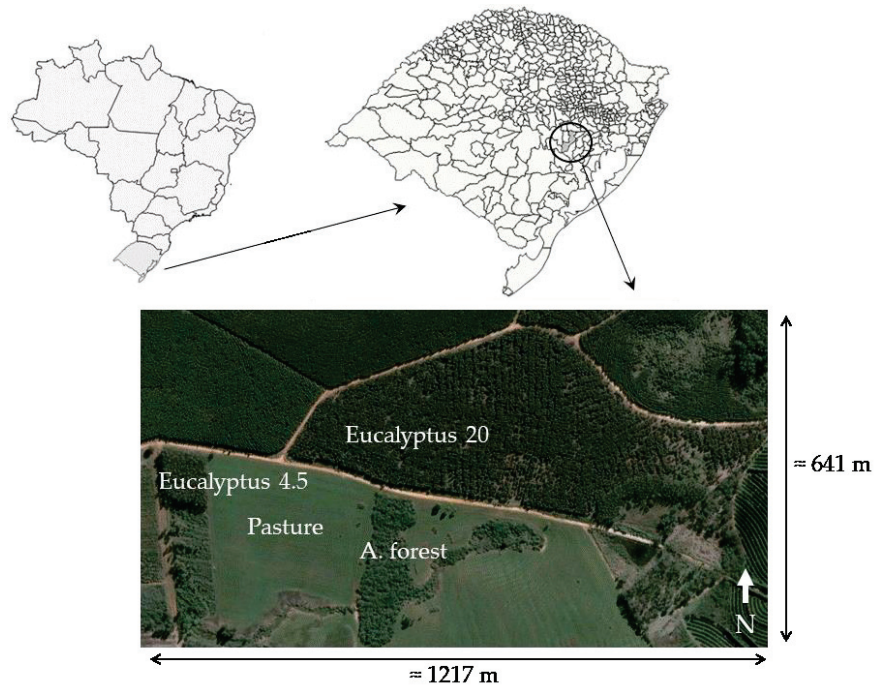 Eucalyptus 20
≈ 641 m
Eucalyptus 4.5
Pasture
A. forest
N
≈ 1217 m